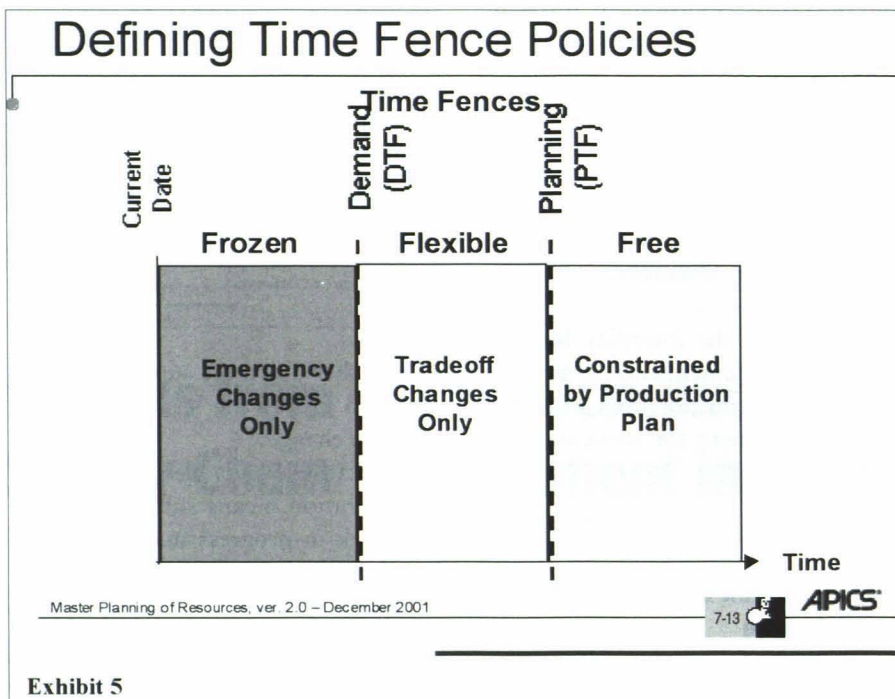 Defining Time Fence Policies
Time Fences
Current
Date
Demand
(DTF)
Planning
(PTF)
Frozen
Flexible
Free
Emergency
Changes
Only
Tradeoff
Changes
Only
Constrained
by Production
Plan
Time
Master Planning of Resources, ver. 2.0 – December 2001
7-13
APICS
Exhibit 5